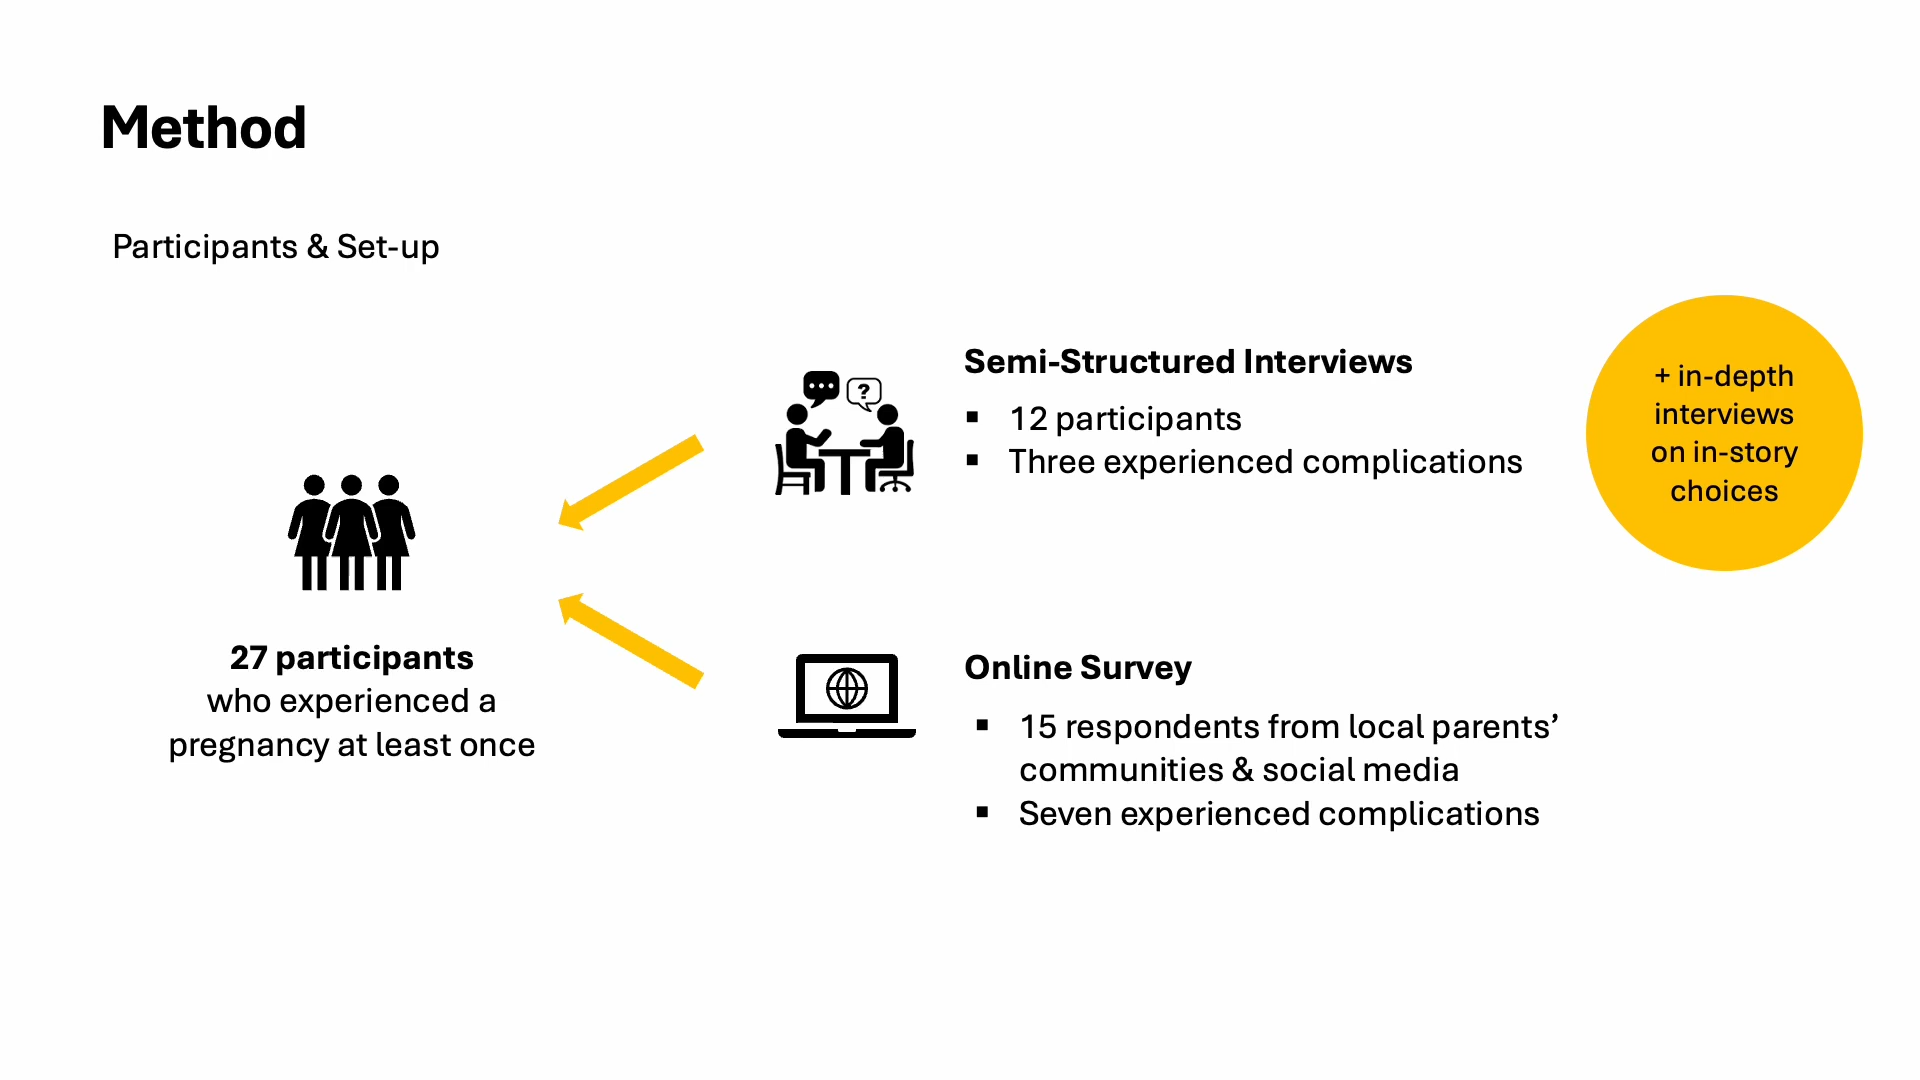 Method
Participants & Set-up
27 participants
who experienced a
pregnancy at least once
?
Semi-Structured Interviews
▪ 12 participants
▪ Three experienced complications
+ in-depth
interviews
on in-story
choices
Online Survey
▪ 15 respondents from local parents’
communities & social media
▪ Seven experienced complications